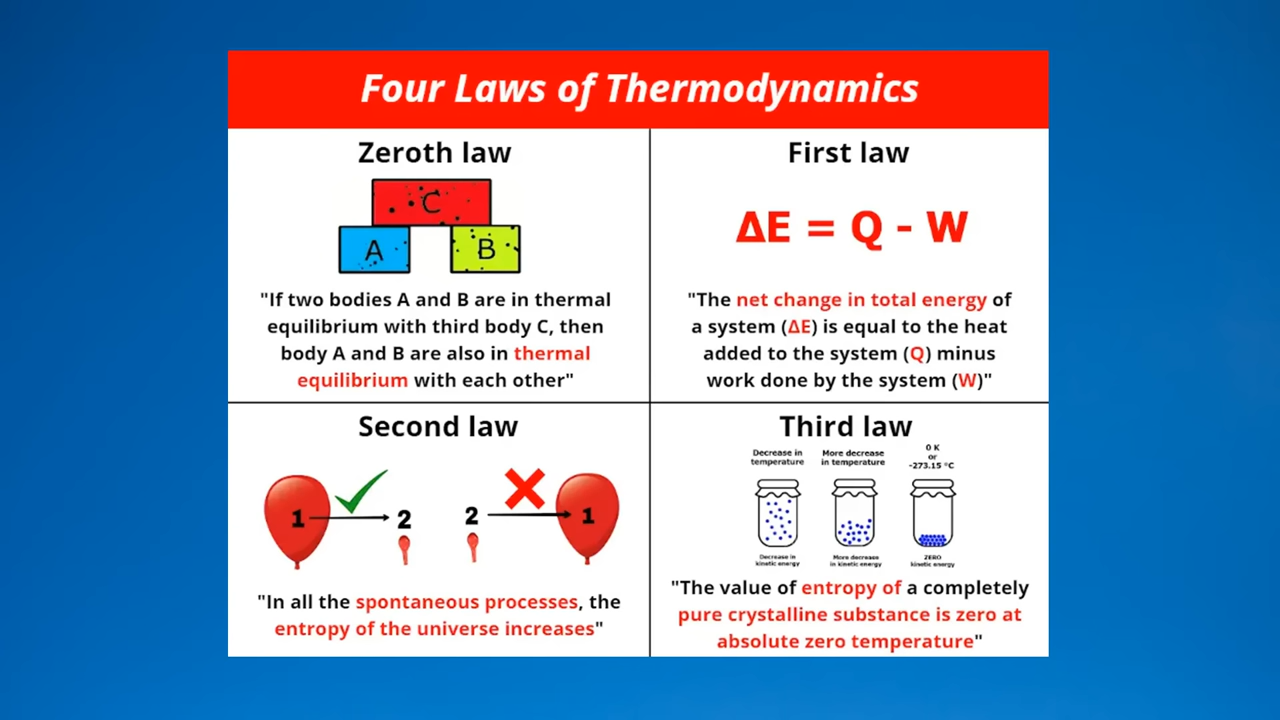 Four Laws of Thermodynamics
Zeroth law
C
A
B
"If two bodies A and B are in thermal
equilibrium with third body C, then
body A and B are also in thermal
equilibrium with each other"
First law
ΔE = Q - W
"The net change in total energy of
a system (ΔE) is equal to the heat
added to the system (Q) minus
work done by the system (W)"
Second law
1
2
2
1
"In all the spontaneous processes, the
entropy of the universe increases"
Third law
Decrease in
temperature
More decrease
in temperature
0 K
or
-273.15 °C
Decrease in
kinetic energy
More decrease
in kinetic energy
ZERO
kinetic energy
"The value of entropy of a completely
pure crystalline substance is zero at
absolute zero temperature"